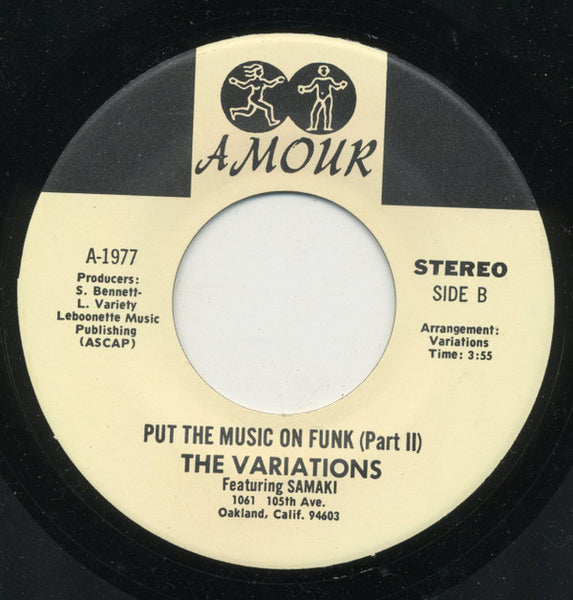 AMOUR
A-1977
Producers:
S. Bennett-
L. Variety
Leboonette Music
Publishing
(ASCAP)
STEREO
SIDE B
Arrangement:
Variations
Time: 3:55
PUT THE MUSIC ON FUNK (Part II)
THE VARIATIONS
Featuring SAMAKI
1061 105th Ave.
Oakland, Calif. 94603